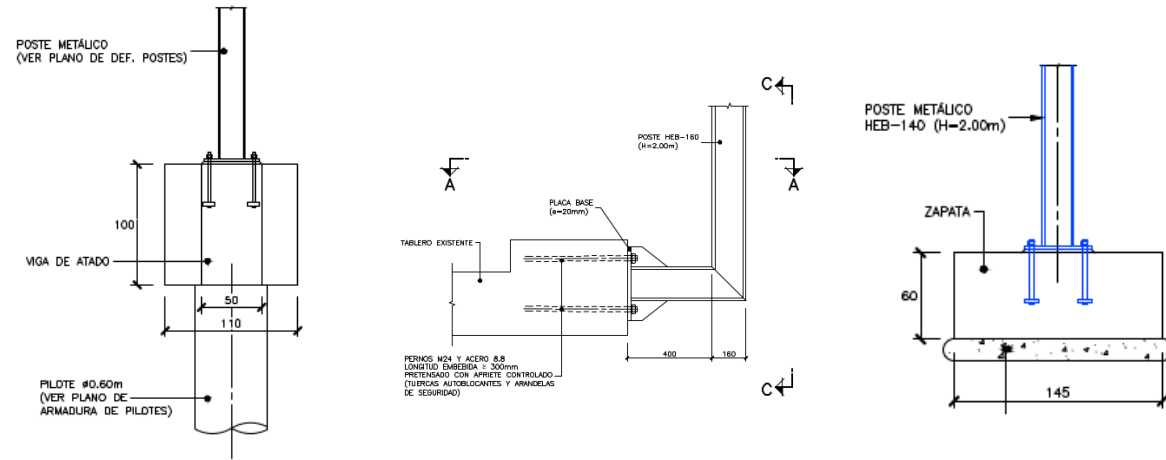 POSTE METÁLICO
(VER PLANO DE DEF. POSTES)
100
VIGA DE ATADO
50
110
PILOTE ø0.60m
(VER PLANO DE
ARMADURA DE PILOTES)
C
POSTE HEB-160
(H=2.00m)
A
A
PLACA BASE
(e=20mm)
TABLERO EXISTENTE
400
160
PERNOS M24 Y ACERO 8.8
LONGITUD EMBEBIDA ≥ 300mm
PRETENSADO CON APRIETE CONTROLADO
(TUERCAS AUTOBLOCANTES Y ARANDELAS
DE SEGURIDAD)
C
POSTE METÁLICO
HEB-140 (H=2.00m)
ZAPATA
60
145